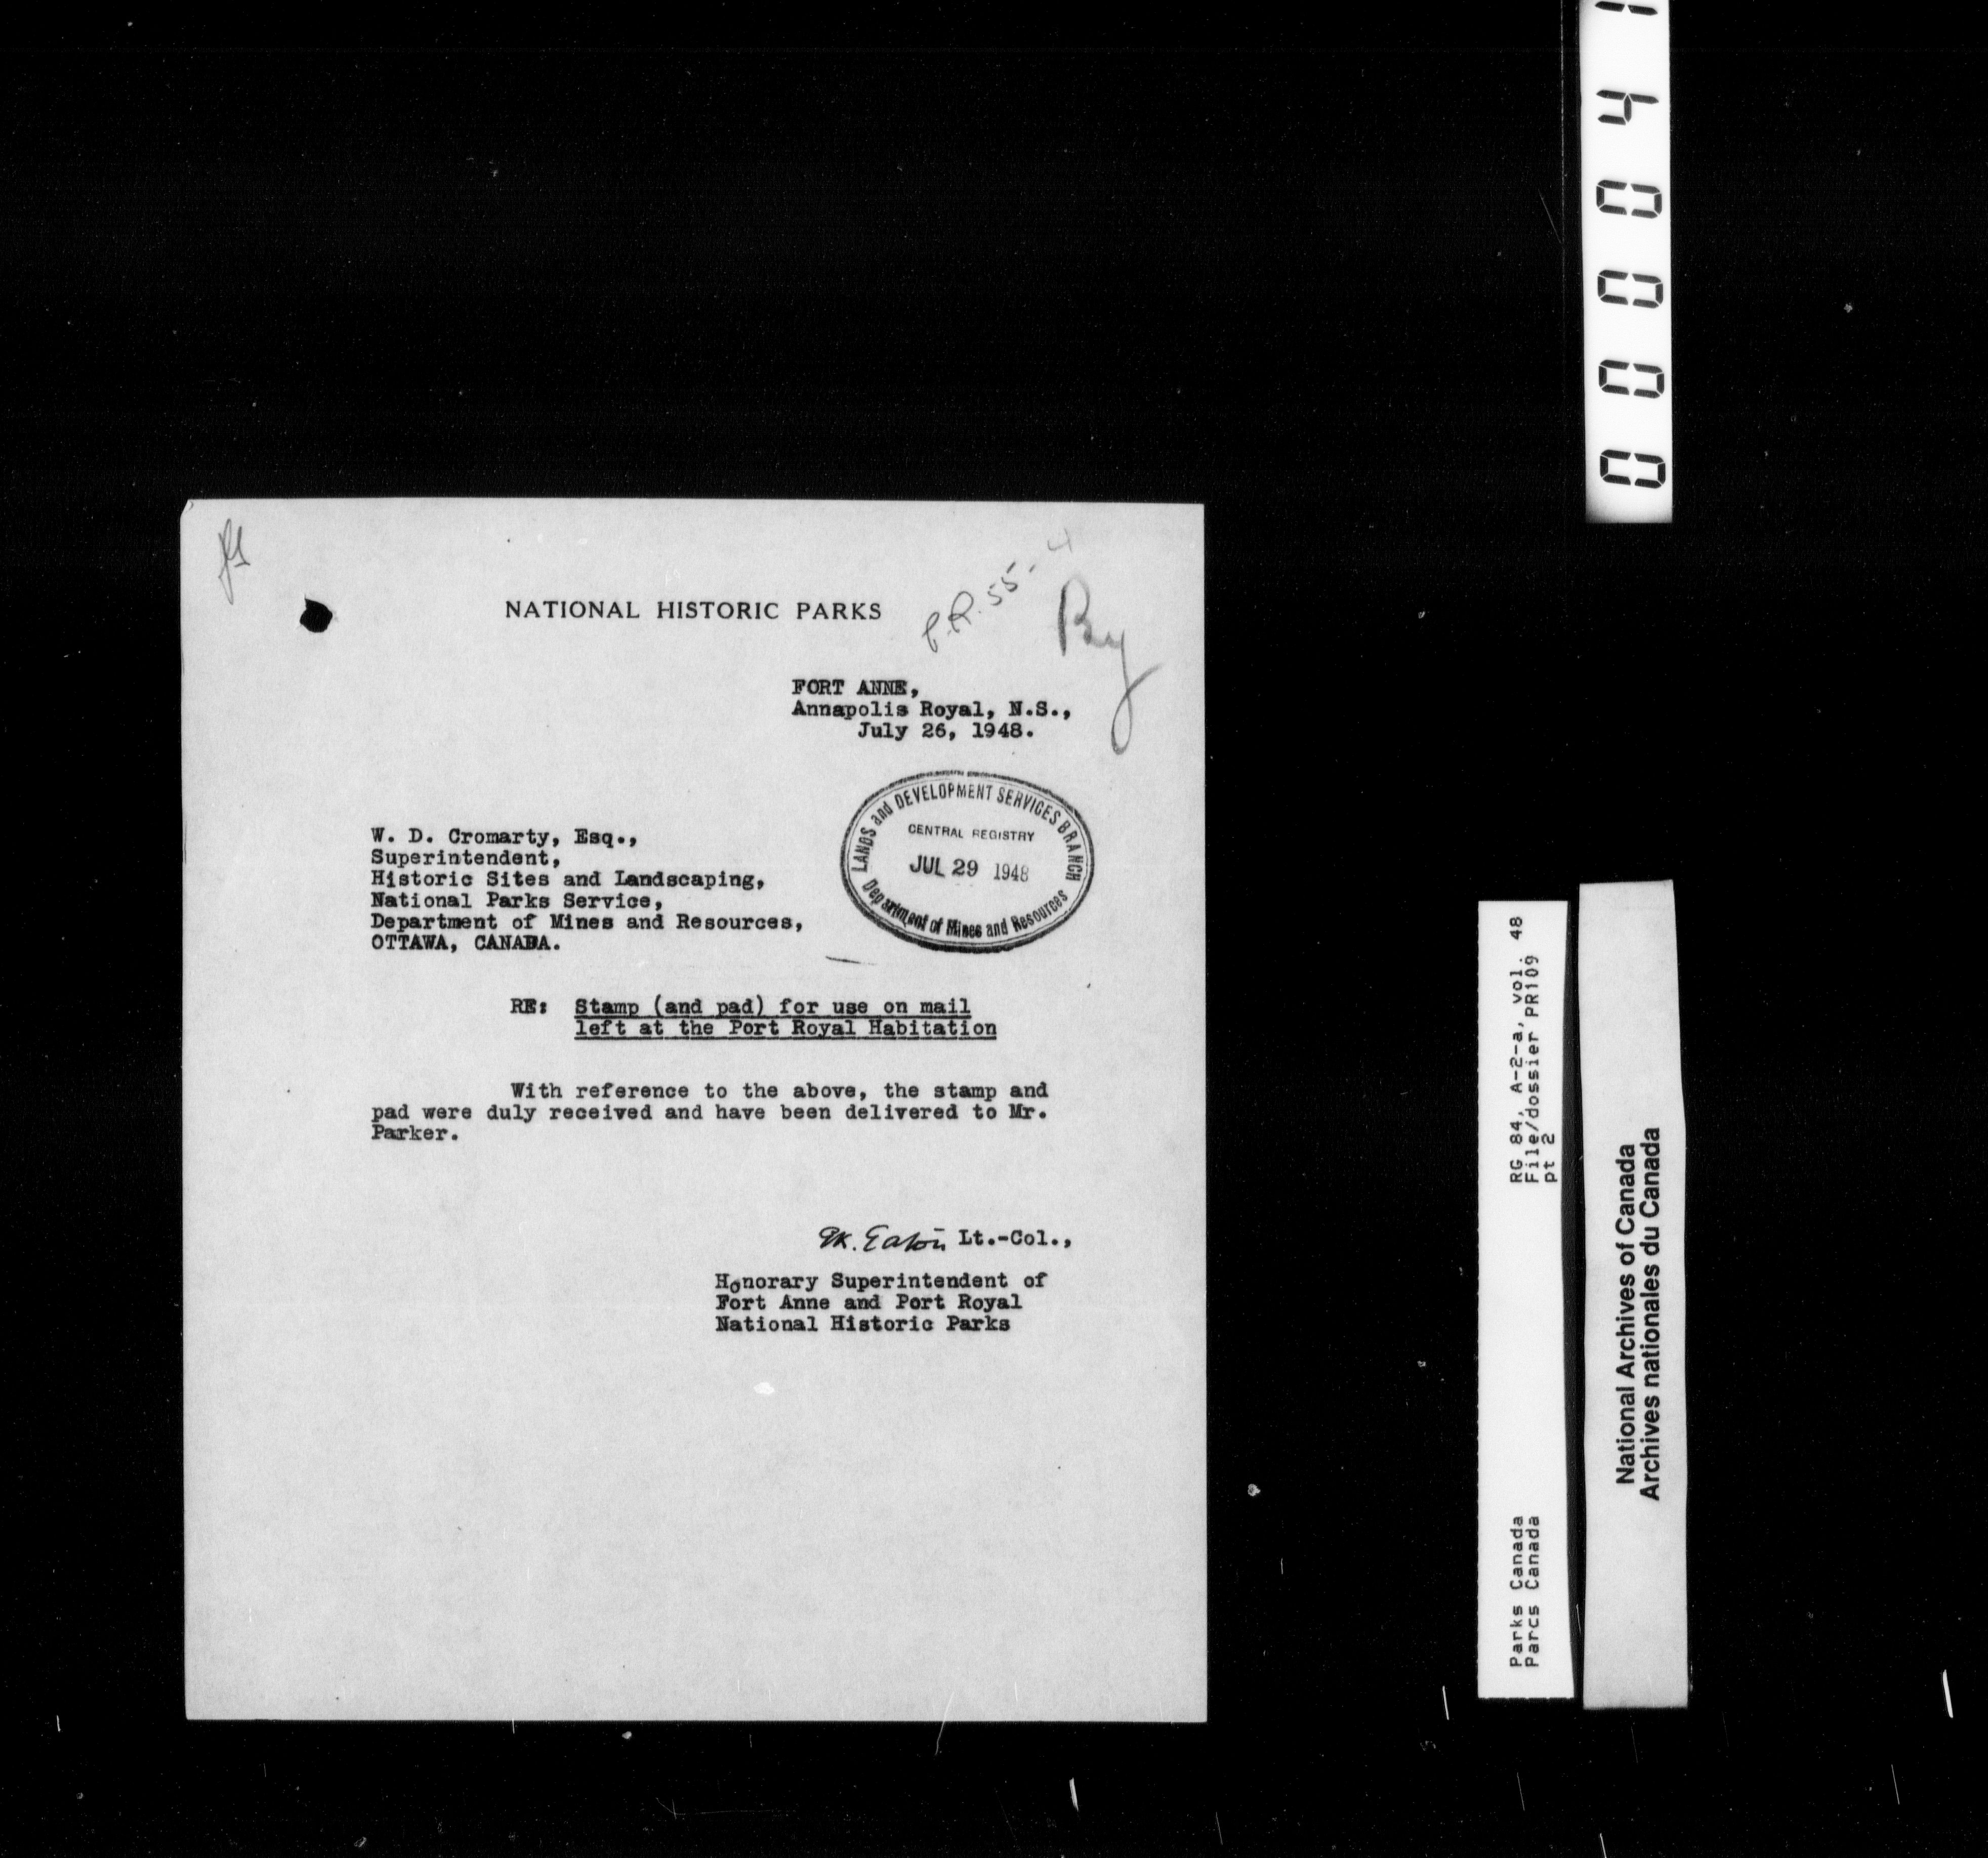 NATIONAL HISTORIC PARKS
P.R. 55-4
FORT ANNE,
Annapolis Royal, N.S.,
July 26, 1948.
LANDS and DEVELOPMENT SERVICES BRANCH
CENTRAL REGISTRY
JUL 29 1948
Department of Mines and Resources
W. D. Cromarty, Esq.,
Superintendent,
Historic Sites and Landscaping,
National Parks Service,
Department of Mines and Resources,
OTTAWA, CANADA.
RE: Stamp (and pad) for use on mail
left at the Port Royal Habitation
With reference to the above, the stamp and
pad were duly received and have been delivered to Mr.
Parker.
Eaton Lt.-Col.,
Honorary Superintendent of
Fort Anne and Port Royal
National Historic Parks
000041
RG 84, A-2-a, vol. 48
File/dossier PR109
pt 2
Parks Canada
Parcs Canada
National Archives of Canada
Archives nationales du Canada